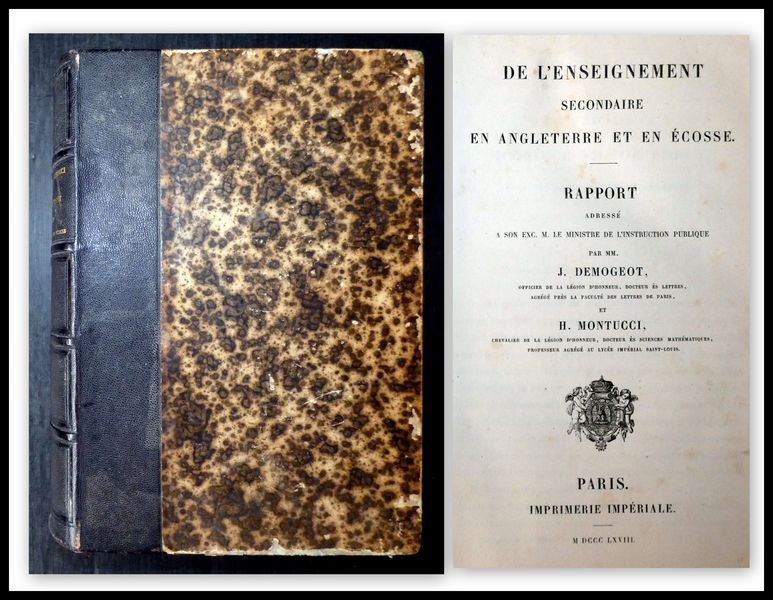 DE L'ENSEIGNEMENT
SECONDAIRE
EN ANGLETERRE ET EN ÉCOSSE.
RAPPORT
ADRESSÉ
A SON EXC. M. LE MINISTRE DE L'INSTRUCTION PUBLIQUE
PAR MM.
J. DEMOGEOT,
OFFICIER DE LA LÉGION D'HONNEUR, DOCTEUR ÈS LETTRES,
AGRÉGÉ PRÈS LA FACULTÉ DES LETTRES DE PARIS,
ET
H. MONTUCCI,
CHEVALIER DE LA LÉGION D'HONNEUR, DOCTEUR ÈS SCIENCES MATHÉMATIQUES,
PROFESSEUR AGRÉGÉ AU LYCÉE IMPÉRIAL SAINT-LOUIS.
PARIS.
IMPRIMERIE IMPÉRIALE.
M DCCC LXVIII